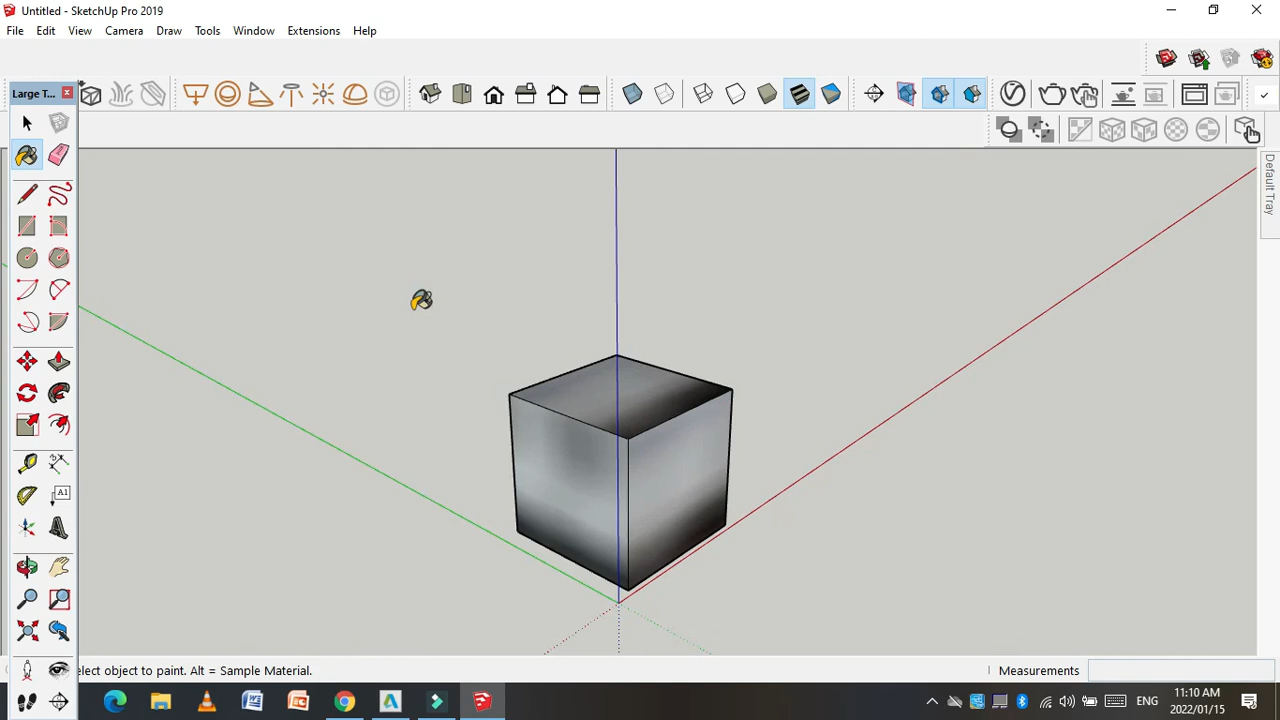 Untitled - SketchUp Pro 2019
File Edit View Camera Draw Tools Window Extensions Help
Large T...
Default Tray
A1
elect object to paint. Alt = Sample Material.
Measurements
ENG
11:10 AM
2022/01/15